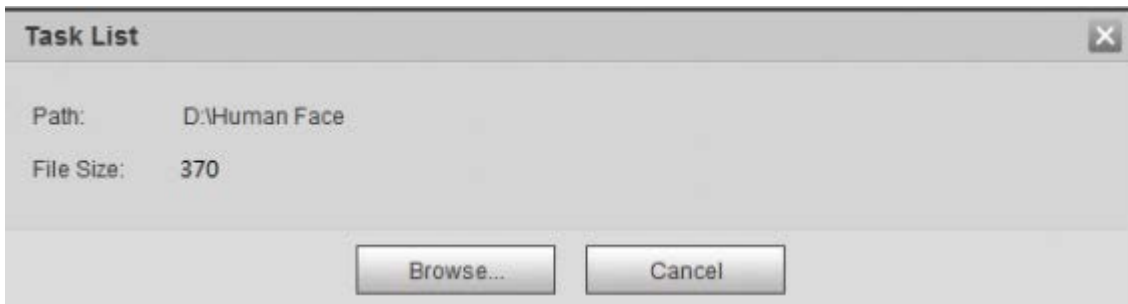 Task List
Path: D:\Human Face
File Size: 370
Browse... Cancel